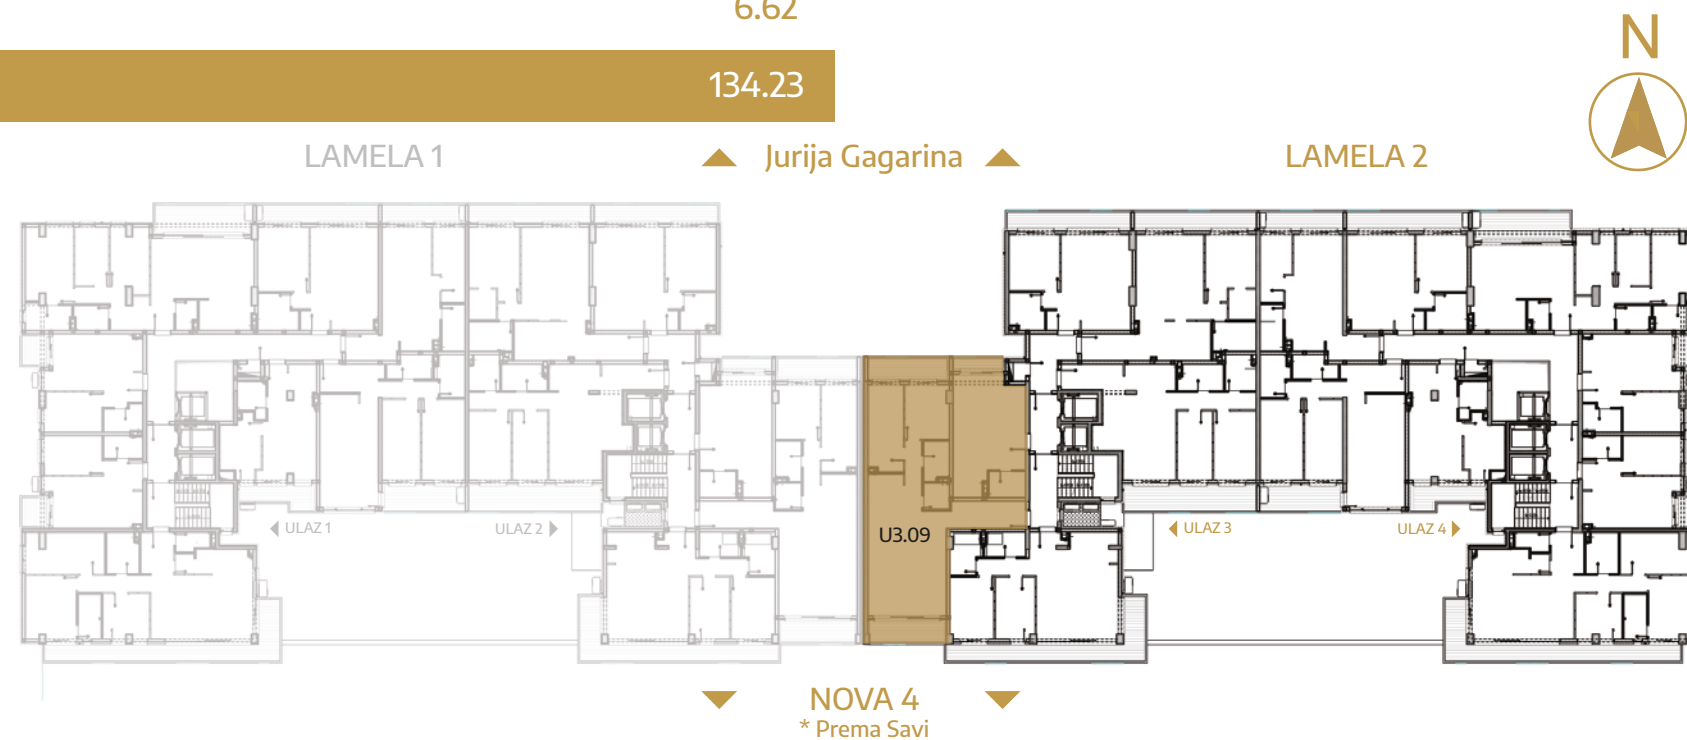 6.62
N
134.23
LAMELA 1
Jurija Gagarina
LAMELA 2
ULAZ 1
ULAZ 2
U3.09
ULAZ 3
ULAZ 4
NOVA 4
* Prema Savi